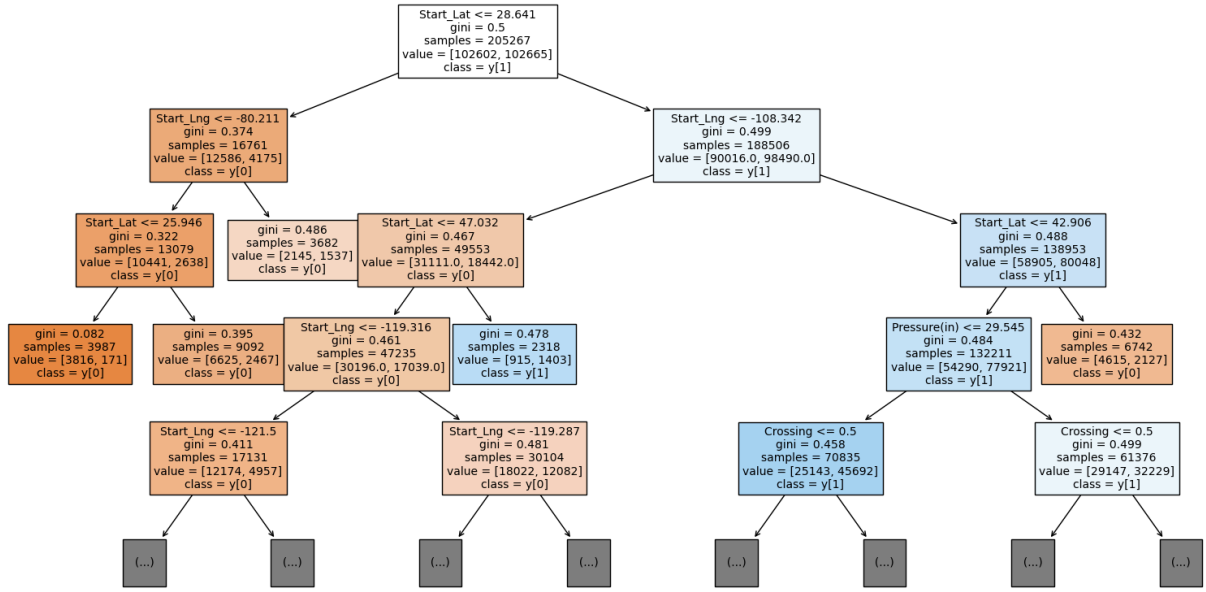 Start_Lat <= 28.641
gini = 0.5
samples = 205267
value = [102602, 102665]
class = y[1]
Start_Lng <= -80.211
gini = 0.374
samples = 16761
value = [12586, 4175]
class = y[0]
Start_Lng <= -108.342
gini = 0.499
samples = 188506
value = [90016.0, 98490.0]
class = y[1]
Start_Lat <= 25.946
gini = 0.322
samples = 13079
value = [10441, 2638]
class = y[0]
gini = 0.486
samples = 3682
value = [2145, 1537]
class = y[0]
Start_Lat <= 47.032
gini = 0.467
samples = 49553
value = [31111.0, 18442.0]
class = y[0]
Start_Lat <= 42.906
gini = 0.488
samples = 138953
value = [58905, 80048]
class = y[1]
gini = 0.082
samples = 3987
value = [3816, 171]
class = y[0]
gini = 0.395
samples = 9092
value = [6625, 2467]
class = y[0]
Start_Lng <= -119.316
gini = 0.461
samples = 47235
value = [30196.0, 17039.0]
class = y[0]
gini = 0.478
samples = 2318
value = [915, 1403]
class = y[1]
Pressure(in) <= 29.545
gini = 0.484
samples = 132211
value = [54290, 77921]
class = y[1]
gini = 0.432
samples = 6742
value = [4615, 2127]
class = y[0]
Start_Lng <= -121.5
gini = 0.411
samples = 17131
value = [12174, 4957]
class = y[0]
Start_Lng <= -119.287
gini = 0.481
samples = 30104
value = [18022, 12082]
class = y[0]
Crossing <= 0.5
gini = 0.458
samples = 70835
value = [25143, 45692]
class = y[1]
Crossing <= 0.5
gini = 0.499
samples = 61376
value = [29147, 32229]
class = y[1]
(...)
(...)
(...)
(...)
(...)
(...)
(...)
(...)